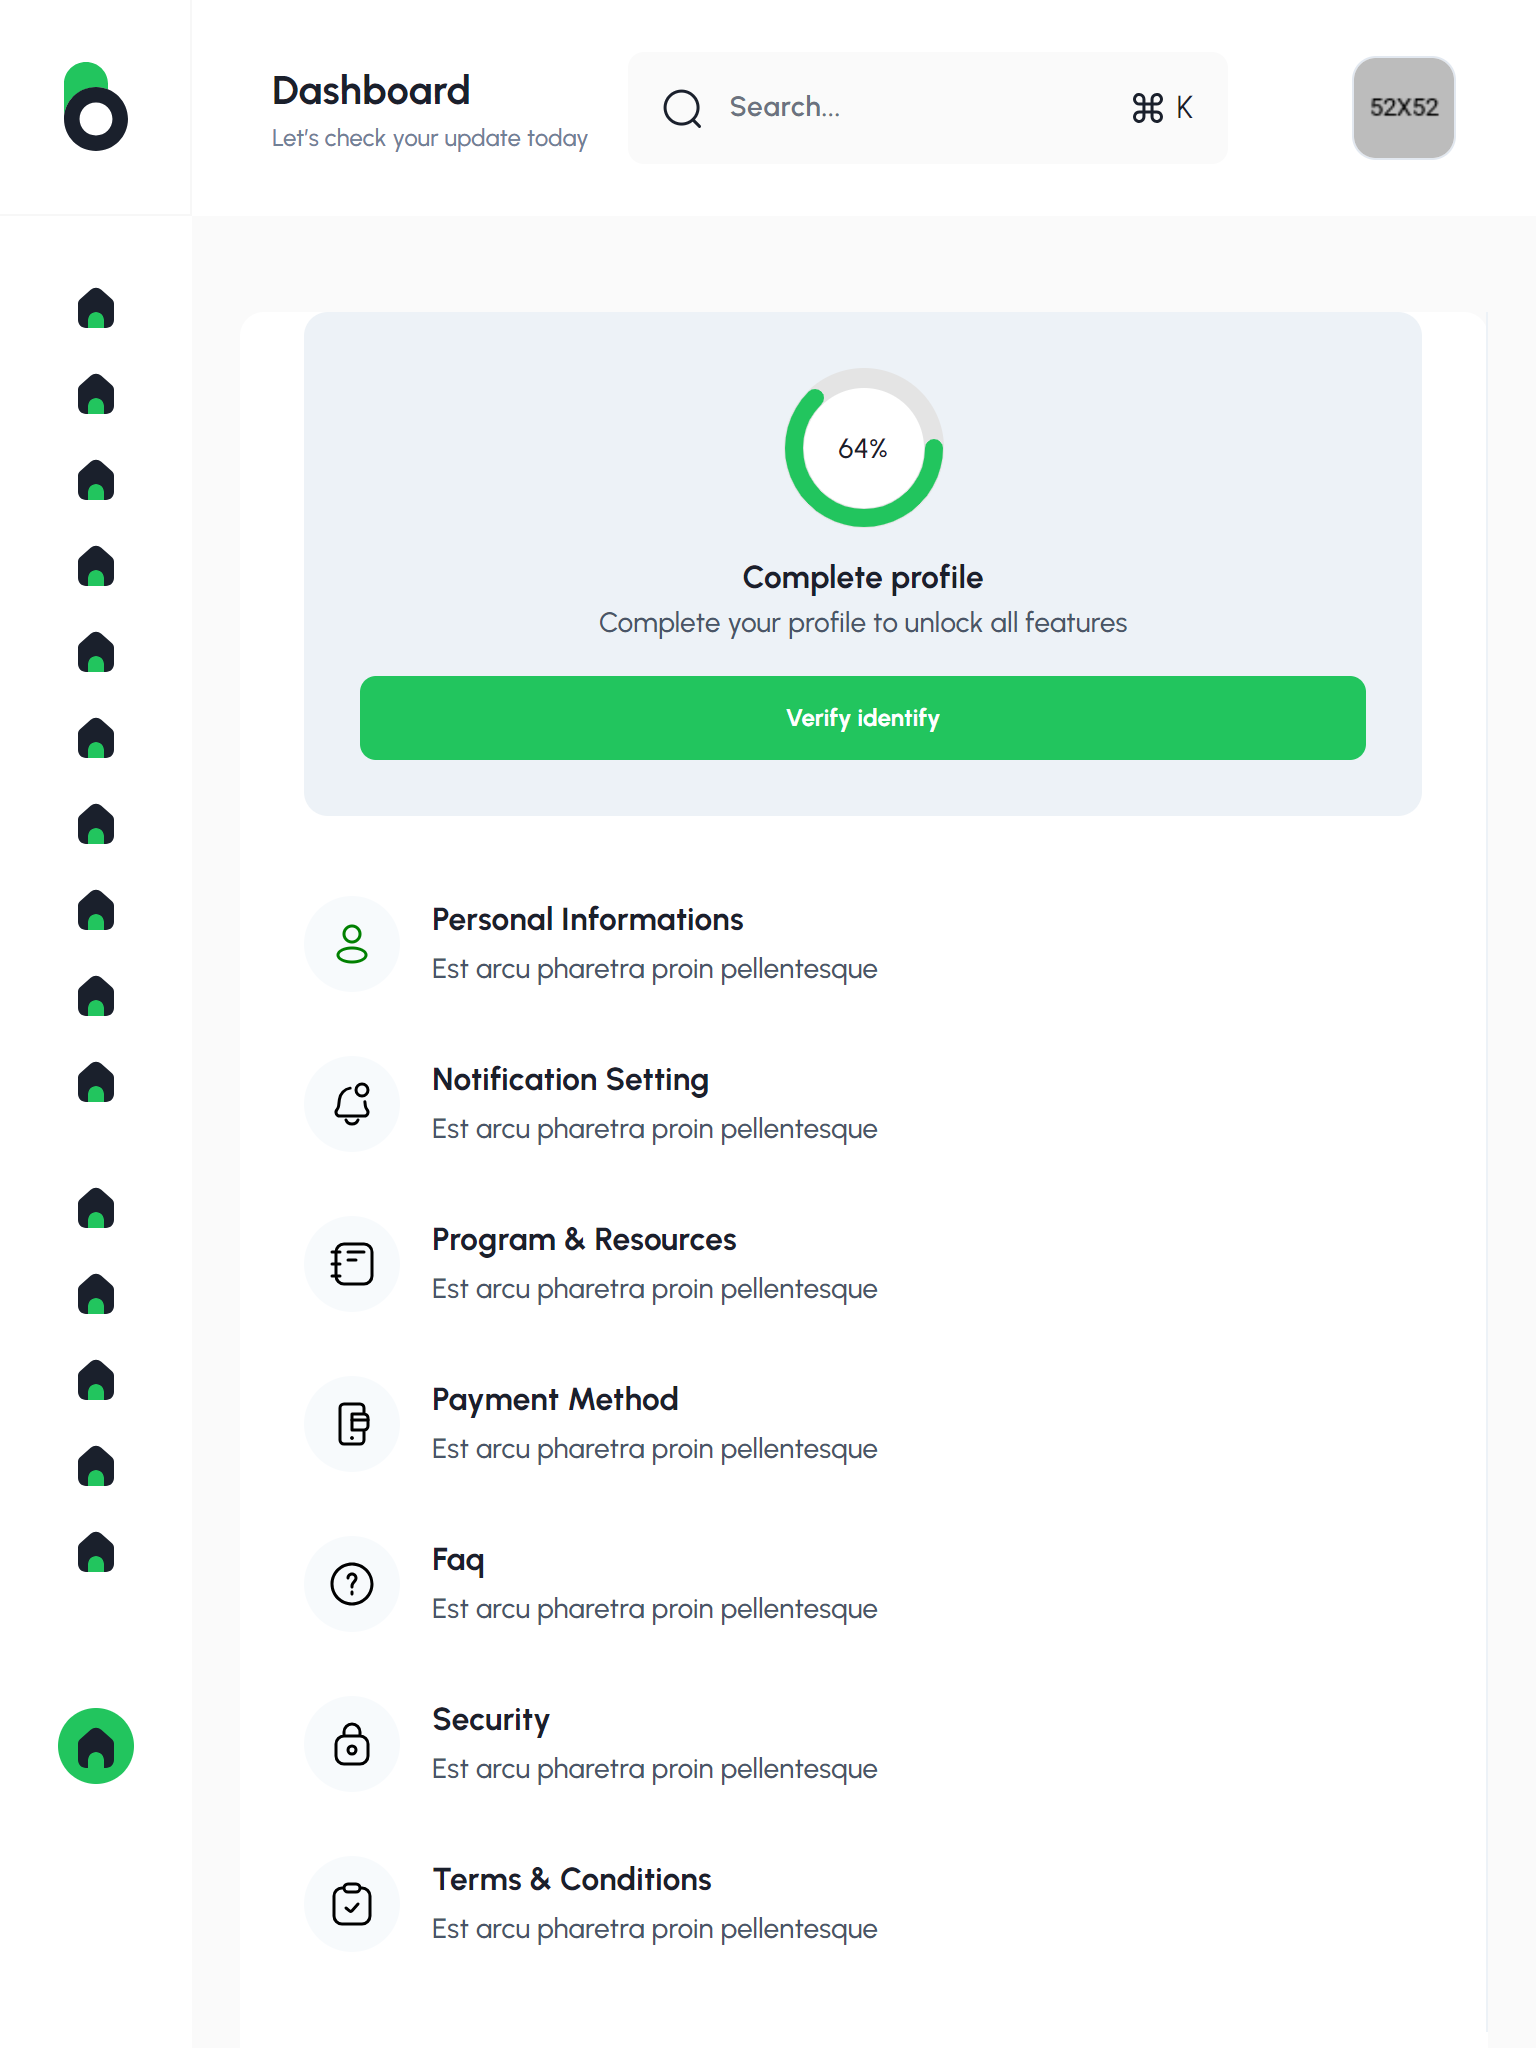 Dashboard
Let's check your update today
Search...
⌘ K
52X52
64%
Complete profile
Complete your profile to unlock all features
Verify identify
Personal Informations
Est arcu pharetra proin pellentesque
Notification Setting
Est arcu pharetra proin pellentesque
Program & Resources
Est arcu pharetra proin pellentesque
Payment Method
Est arcu pharetra proin pellentesque
Faq
Est arcu pharetra proin pellentesque
Security
Est arcu pharetra proin pellentesque
Terms & Conditions
Est arcu pharetra proin pellentesque